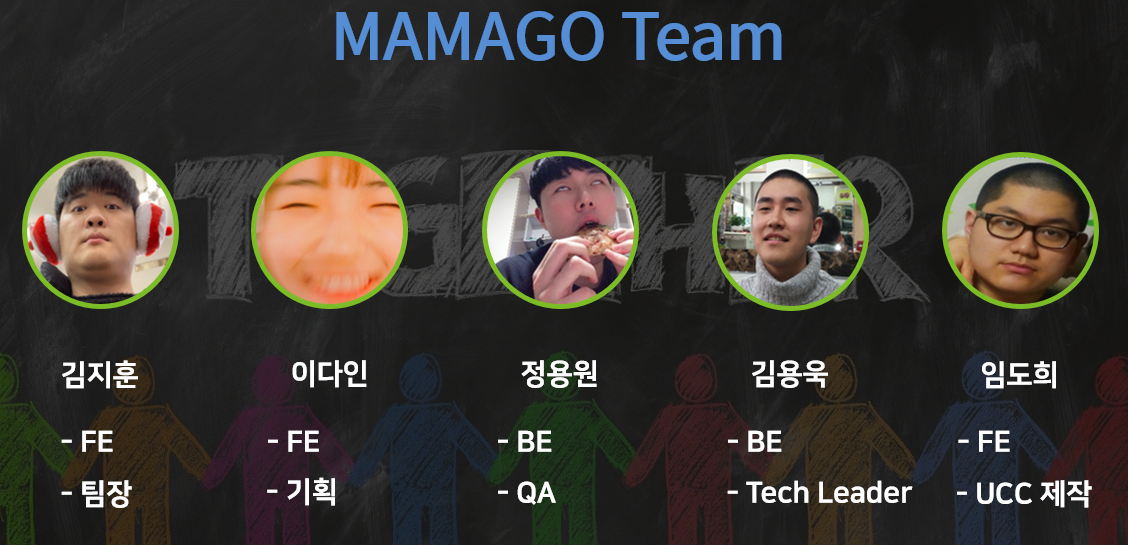 MAMAGO Team
TOGETHER
김지훈
- FE
- 팀장
이다인
- FE
- 기획
정용원
- BE
- QA
김용욱
- BE
- Tech Leader
임도희
- FE
- UCC 제작